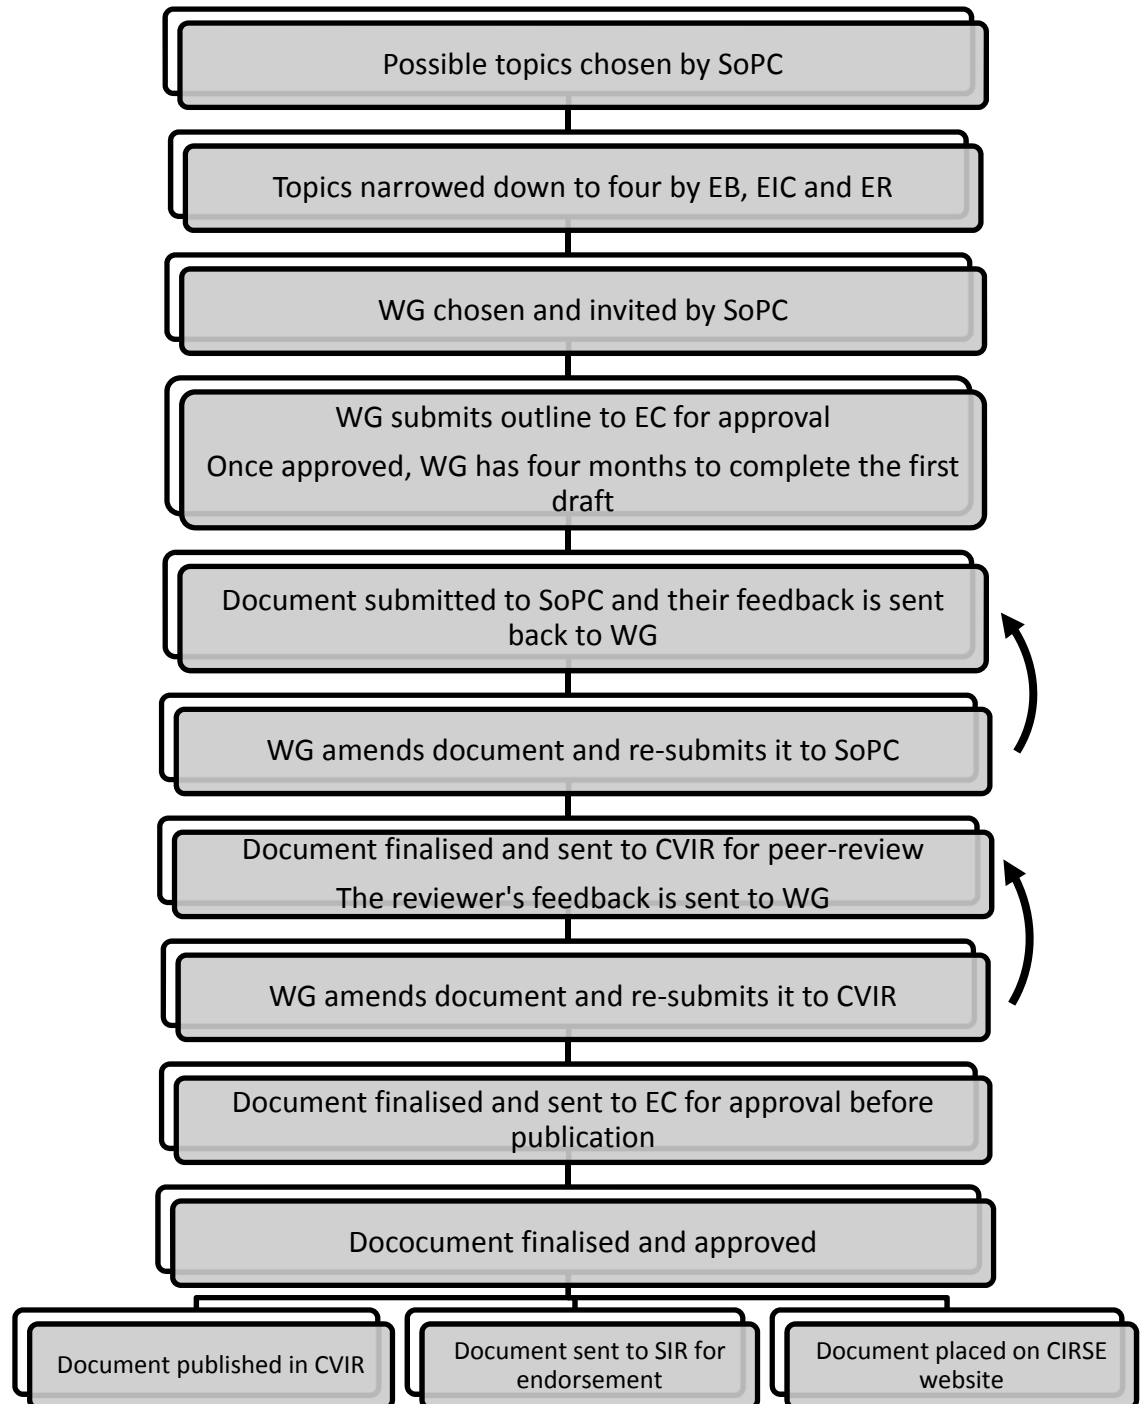 Possible topics chosen by SoPC
Topics narrowed down to four by EB, EIC and ER
WG chosen and invited by SoPC
WG submits outline to EC for approval
Once approved, WG has four months to complete the first
draft
Document submitted to SoPC and their feedback is sent
back to WG
WG amends document and re-submits it to SoPC
Document finalised and sent to CVIR for peer-review
The reviewer's feedback is sent to WG
WG amends document and re-submits it to CVIR
Document finalised and sent to EC for approval before
publication
Dococument finalised and approved
Document published in CVIR
Document sent to SIR for
endorsement
Document placed on CIRSE
website